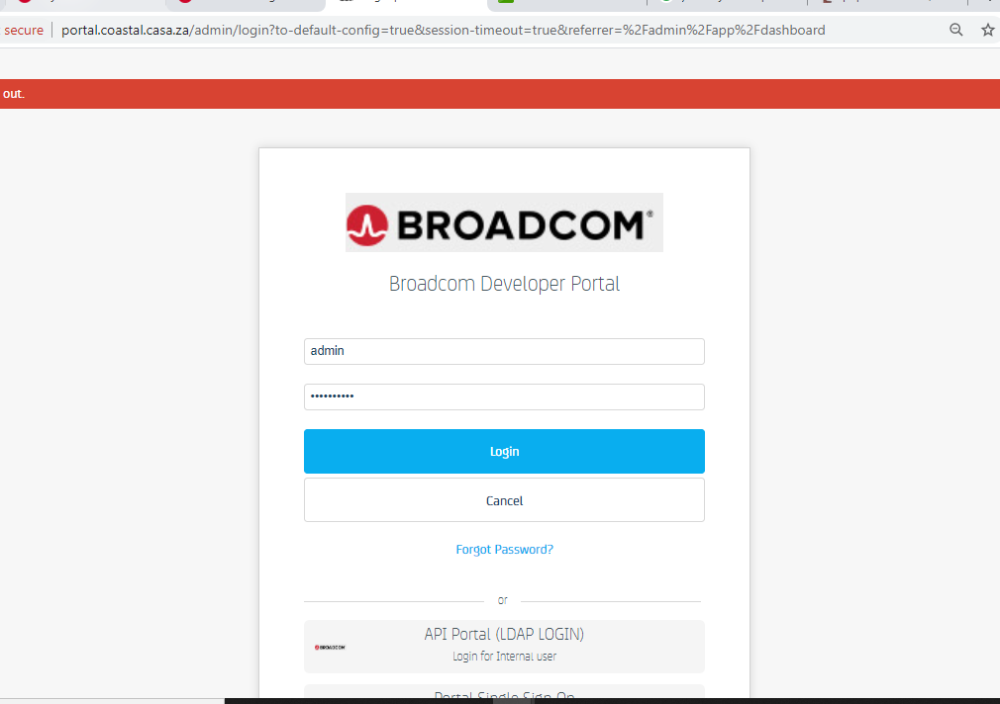 secure portal.coastal.casa.za/admin/login?to-default-config=true&session-timeout=true&referrer=%2Fadmin%2Fapp%2Fdashboard
out.
BROADCOM®
Broadcom Developer Portal
admin
Login
Cancel
Forgot Password?
or
API Portal (LDAP LOGIN)
BROADCOM
Login for Internal user
Portal Single Sign On